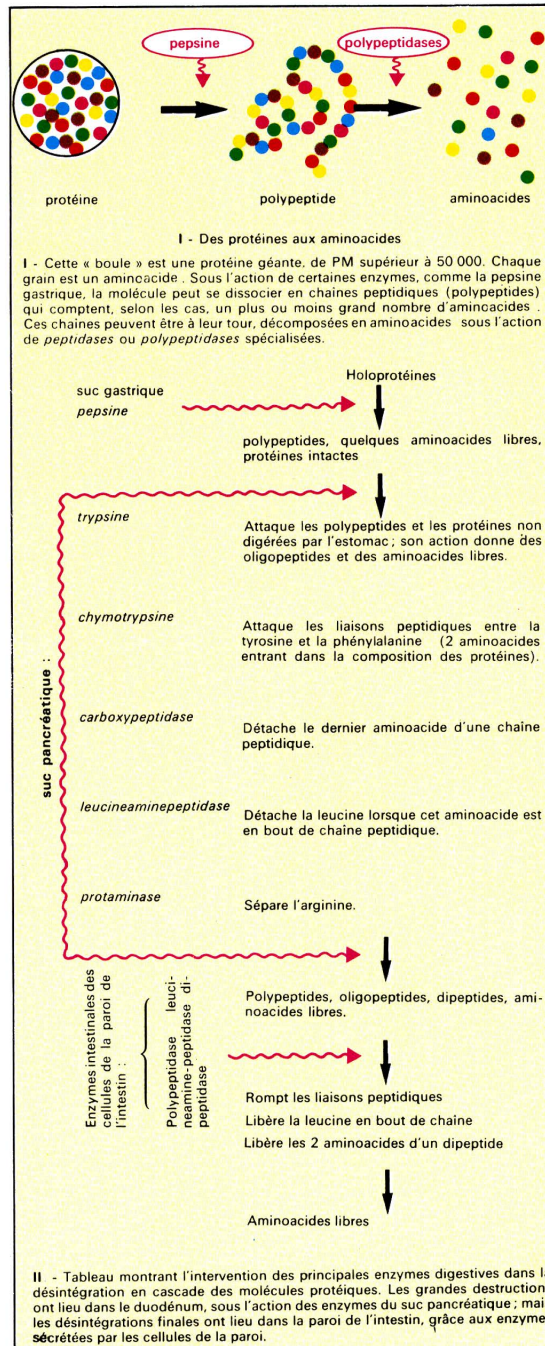 pepsine
polypeptidases
protéine
polypeptide
aminoacides
I - Des protéines aux aminoacides
I - Cette « boule » est une protéine géante, de PM supérieur à 50 000. Chaque
grain est un aminoacide . Sous l'action de certaines enzymes, comme la pepsine
gastrique, la molécule peut se dissocier en chaînes peptidiques (polypeptides)
qui comptent, selon les cas, un plus ou moins grand nombre d'aminoacides .
Ces chaînes peuvent être à leur tour, décomposées en aminoacides sous l'action
de peptidases ou polypeptidases spécialisées.
suc gastrique
pepsine
Holoprotéines
polypeptides, quelques aminoacides libres,
protéines intactes
suc pancréatique :
trypsine
Attaque les polypeptides et les protéines non
digérées par l'estomac ; son action donne des
oligopeptides et des aminoacides libres.
chymotrypsine
Attaque les liaisons peptidiques entre la
tyrosine et la phénylalanine (2 aminoacides
entrant dans la composition des protéines).
carboxypeptidase
Détache le dernier aminoacide d'une chaîne
peptidique.
leucineaminepeptidase
Détache la leucine lorsque cet aminoacide est
en bout de chaîne peptidique.
protaminase
Sépare l'arginine.
Polypeptides, oligopeptides, dipeptides, ami-
noacides libres.
Enzymes intestinales des
cellules de la paroi de
l'intestin :
Polypeptidase leuci-
neamine-peptidase di-
peptidase
Rompt les liaisons peptidiques
Libère la leucine en bout de chaîne
Libère les 2 aminoacides d'un dipeptide
Aminoacides libres
II - Tableau montrant l'intervention des principales enzymes digestives dans la
désintégration en cascade des molécules protéiques. Les grandes destruction
ont lieu dans le duodénum, sous l'action des enzymes du suc pancréatique ; mai
les désintégrations finales ont lieu dans la paroi de l'intestin, grâce aux enzyme
sécrétées par les cellules de la paroi.